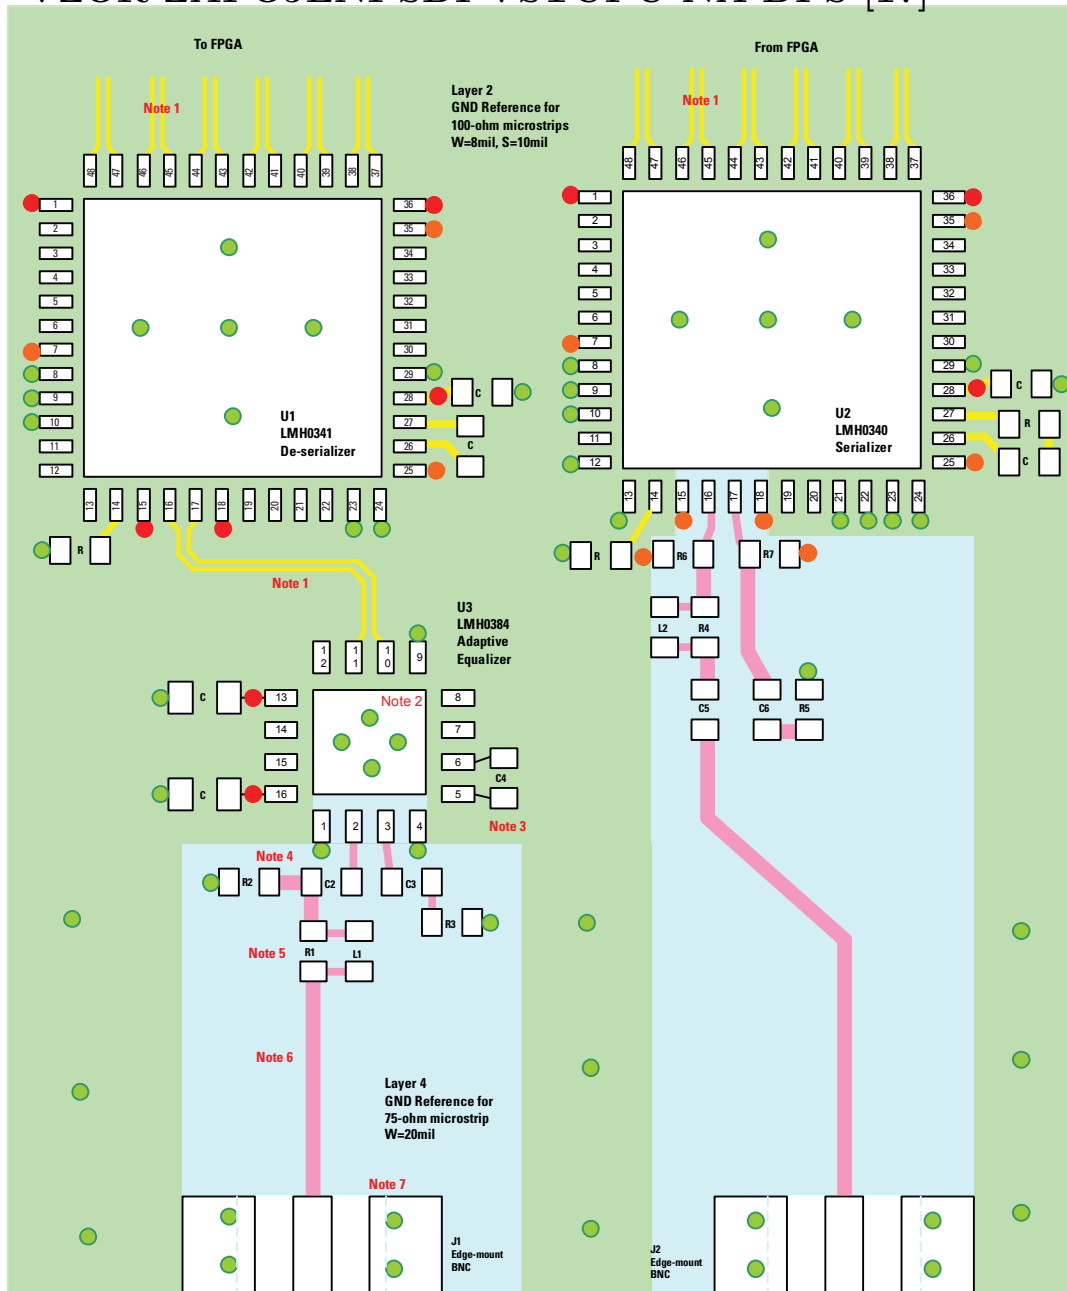 To FPGA
From FPGA
Layer 2
GND Reference for
100-ohm microstrips
W=8mil, S=10mil
Note 1
Note 1
48 47 46 45 44 43 42 41 40 39 38 37
48 47 46 45 44 43 42 41 40 39 38 37
1
2
3
4
5
6
7
8
9
10
11
12
36
35
34
33
32
31
30
29
28
27
26
25
C
C
U1
LMH0341
De-serializer
13 14 15 16 17 18 19 20 21 22 23 24
R
Note 1
1
2
3
4
5
6
7
8
9
10
11
12
36
35
34
33
32
31
30
29
28
27
26
25
C
R
C
U2
LMH0340
Serializer
13 14 15 16 17 18 19 20 21 22 23 24
R
R6
R7
L2
R4
C5
C6
R5
U3
LMH0384
Adaptive
Equalizer
12 11 10 9
C
13
14
15
16
C
Note 2
8
7
6
5
C4
Note 3
1 2 3 4
Note 4
R2
C2
C3
R3
Note 5
R1
L1
Note 6
Layer 4
GND Reference for
75-ohm microstrip
W=20mil
Note 7
J1
Edge-mount
BNC
J2
Edge-mount
BNC